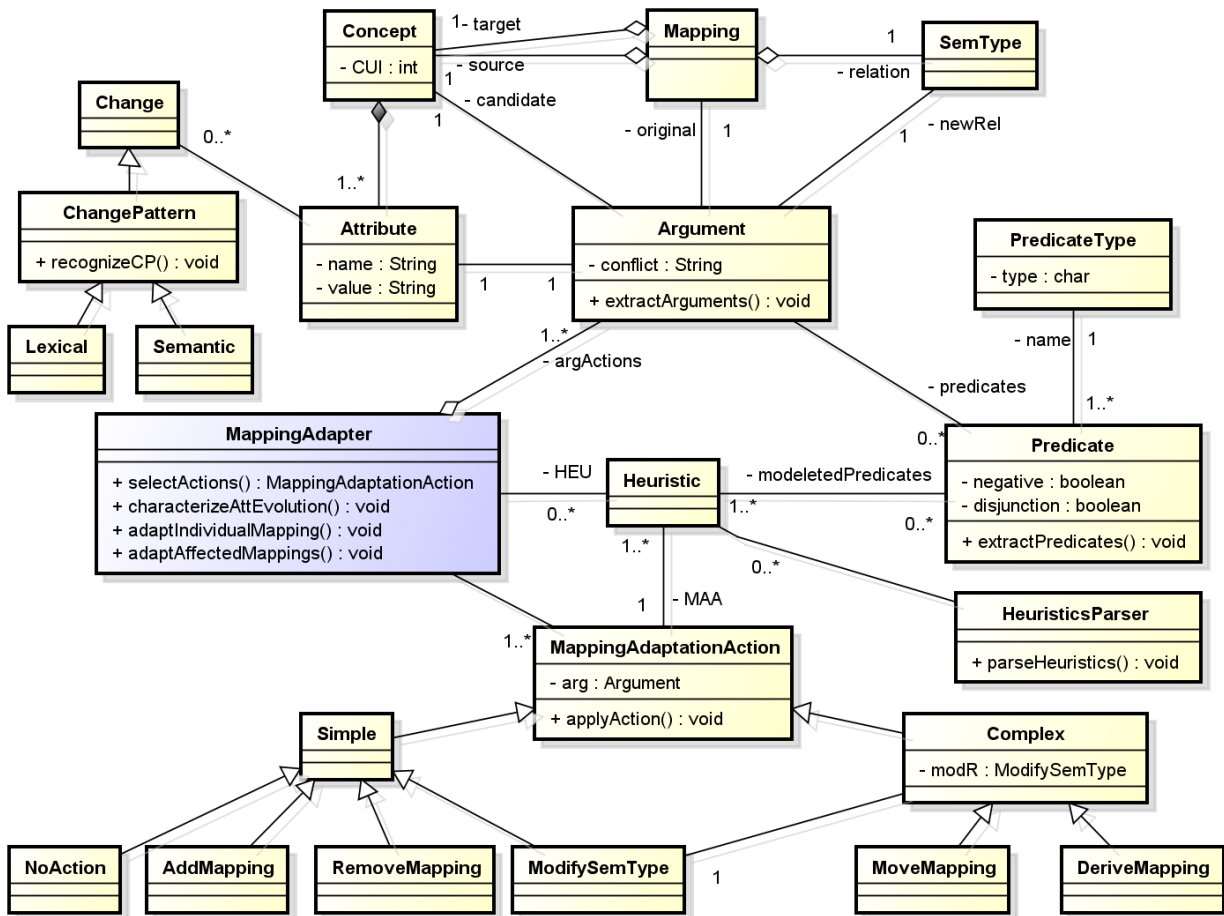 Concept
- CUI : int
1
- target
1
- source
Mapping
1
- relation
SemType
Change
0..*
1
- candidate
- original
1
1
- newRel
1..*
ChangePattern
+ recognizeCP() : void
Attribute
- name : String
- value : String
1
1
Argument
- conflict : String
+ extractArguments() : void
PredicateType
- type : char
Lexical
Semantic
1..*
- argActions
- name
1
- predicates
1..*
0..*
MappingAdapter
+ selectActions() : MappingAdaptationAction
+ characterizeAttEvolution() : void
+ adaptIndividualMapping() : void
+ adaptAffectedMappings() : void
- HEU
0..*
Heuristic
- modeletedPredicates
1..*
0..*
Predicate
- negative : boolean
- disjunction : boolean
+ extractPredicates() : void
1..*
0..*
- MAA
1
1..*
HeuristicsParser
+ parseHeuristics() : void
MappingAdaptationAction
- arg : Argument
+ applyAction() : void
Simple
Complex
- modR : ModifySemType
NoAction
AddMapping
RemoveMapping
ModifySemType
1
MoveMapping
DeriveMapping